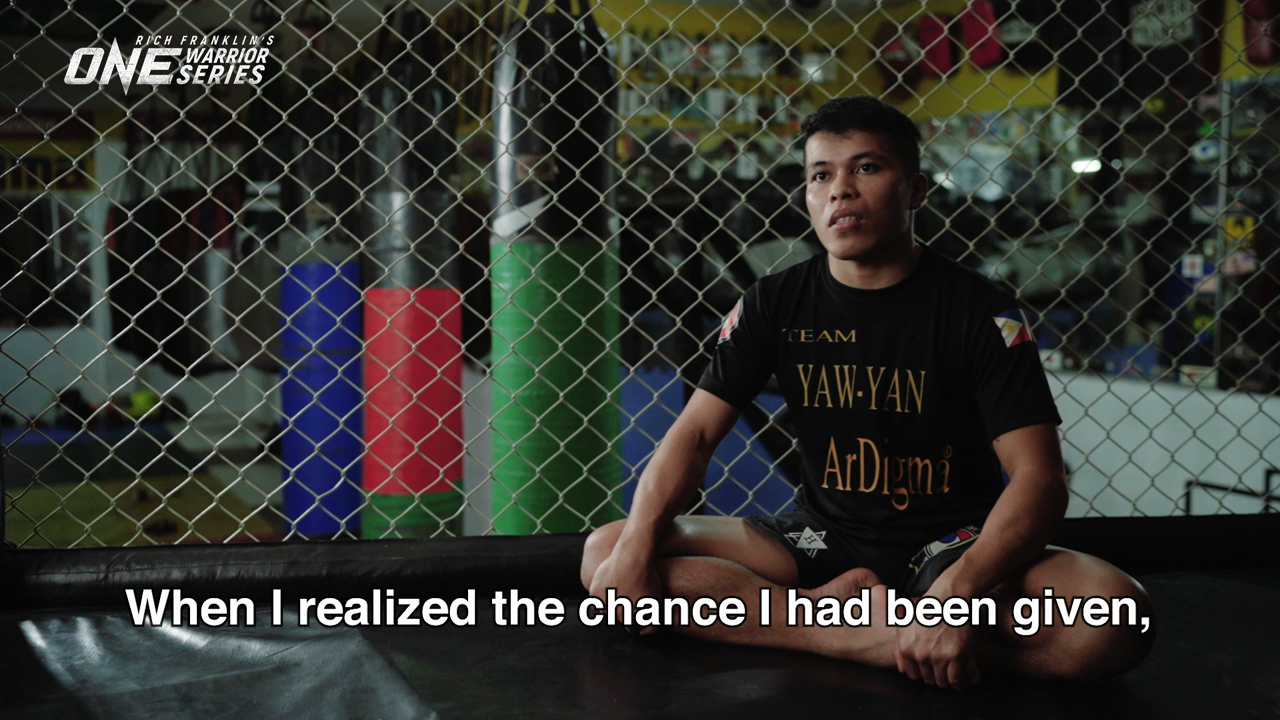 RICH FRANKLIN'S
ONE WARRIOR
SERIES
TEAM
YAW-YAN
ArDigma
When I realized the chance I had been given,